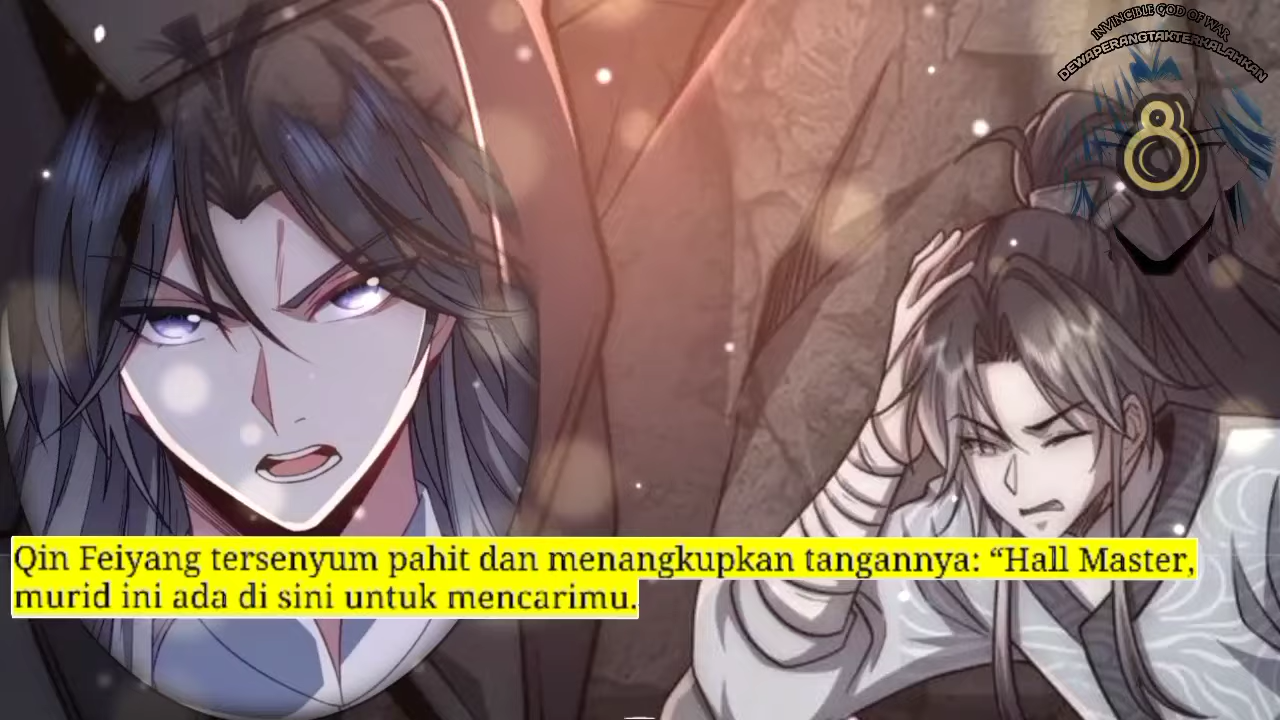 INVINCIBLE GOD OF WAR
DEWAPERANGTAKTERKALAHKAN
8
Qin Feiyang tersenyum pahit dan menangkupkan tangannya: “Hall Master,
murid ini ada di sini untuk mencarimu.